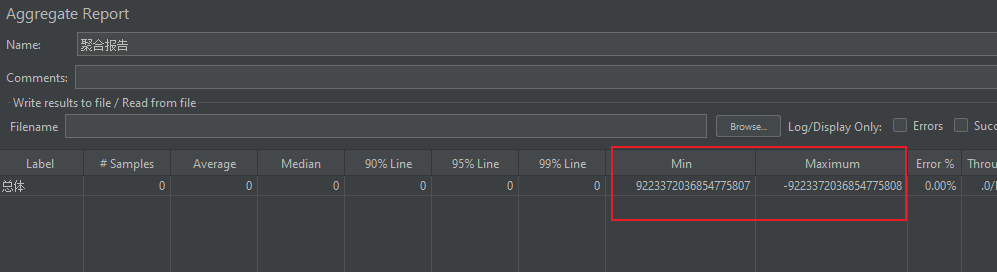 Aggregate Report
Name: 聚合报告
Comments:
Write results to file / Read from file
Filename Browse... Log/Display Only: Errors Succ
Label # Samples Average Median 90% Line 95% Line 99% Line Min Maximum Error % Throu
总体 0 0 0 0 0 0 9223372036854775807 -9223372036854775808 0.00% .0/